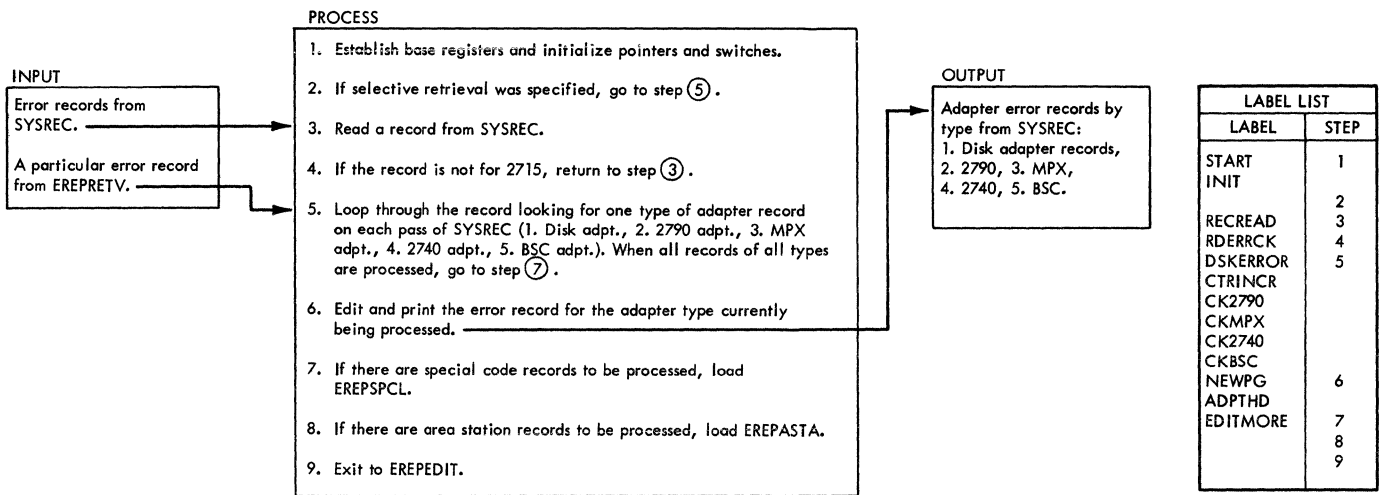 PROCESS
1. Establish base registers and initialize pointers and switches.
2. If selective retrieval was specified, go to step 5 .
3. Read a record from SYSREC.
4. If the record is not for 2715, return to step 3 .
5. Loop through the record looking for one type of adapter record
on each pass of SYSREC (1. Disk adpt., 2. 2790 adpt., 3. MPX
adpt., 4. 2740 adpt., 5. BSC adpt.). When all records of all types
are processed, go to step 7 .
6. Edit and print the error record for the adapter type currently
being processed.
7. If there are special code records to be processed, load
EREPSPCL.
8. If there are area station records to be processed, load EREPASTA.
9. Exit to EREPEDIT.
INPUT
Error records from
SYSREC.
A particular error record
from EREPRETV.
OUTPUT
Adapter error records by
type from SYSREC:
1. Disk adapter records,
2. 2790, 3. MPX,
4. 2740, 5. BSC.
LABEL LIST
LABEL STEP
START 1
INIT
2
RECREAD 3
RDERRCK 4
DSKERROR 5
CTRINCR
CK2790
CKMPX
CK2740
CKBSC
NEWPG 6
ADPTHD
EDITMORE 7
8
9